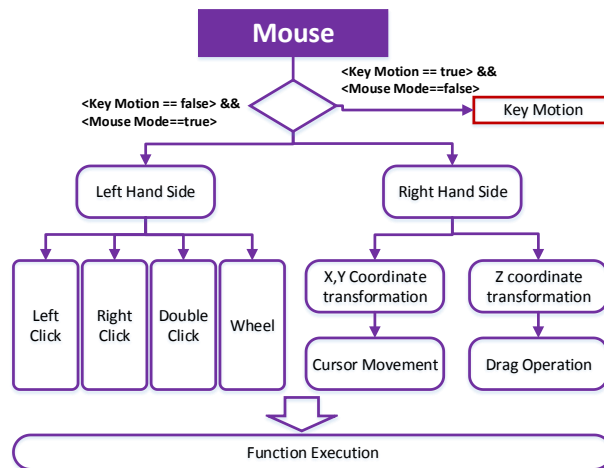 Mouse
<Key Motion == true> &&
<Mouse Mode==false>
<Key Motion == false> &&
<Mouse Mode==true>
Key Motion
Left Hand Side
Right Hand Side
Left
Click
Right
Click
Double
Click
Wheel
X,Y Coordinate
transformation
Z coordinate
transformation
Cursor Movement
Drag Operation
Function Execution